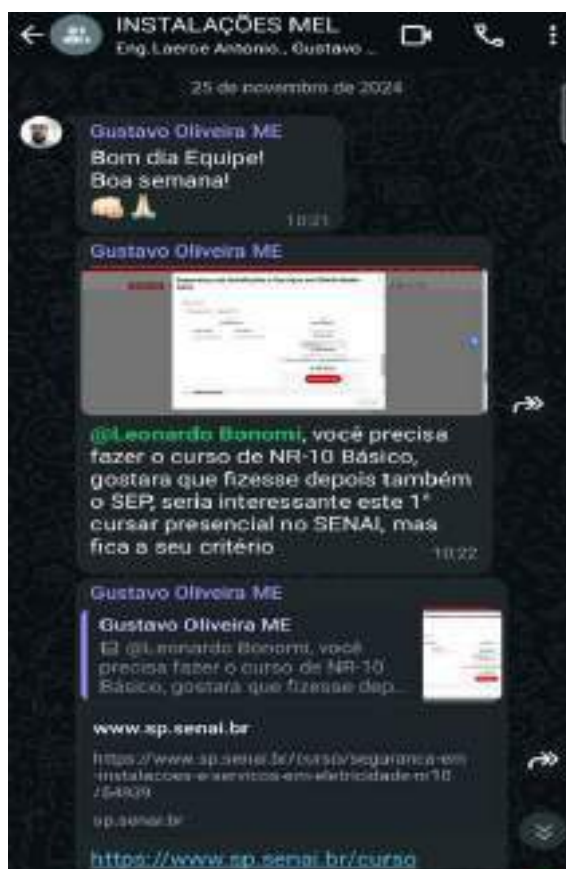 INSTALAÇÕES MEL
Eng.Laerce Antonio., Gustavo ...
25 de novembro de 2024
Gustavo Oliveira ME
Bom dia Equipe!
Boa semana!
10:21
Gustavo Oliveira ME
@Leonardo Bonomi, você precisa
fazer o curso de NR-10 Básico,
gostara que fizesse depois também
o SEP, seria interessante este 1°
cursar presencial no SENAI, mas
fica a seu critério
10:22
Gustavo Oliveira ME
Gustavo Oliveira ME
@Leonardo Bonomi, você
precisa fazer o curso de NR-10
Básico, gostara que fizesse dep...
www.sp.senai.br
https://www.sp.senai.br/curso/seguranca-em
-instalacoes-e-servicos-em-eletricidade-nr10
sp.senai.br
https://www.sp.senai.br/curso